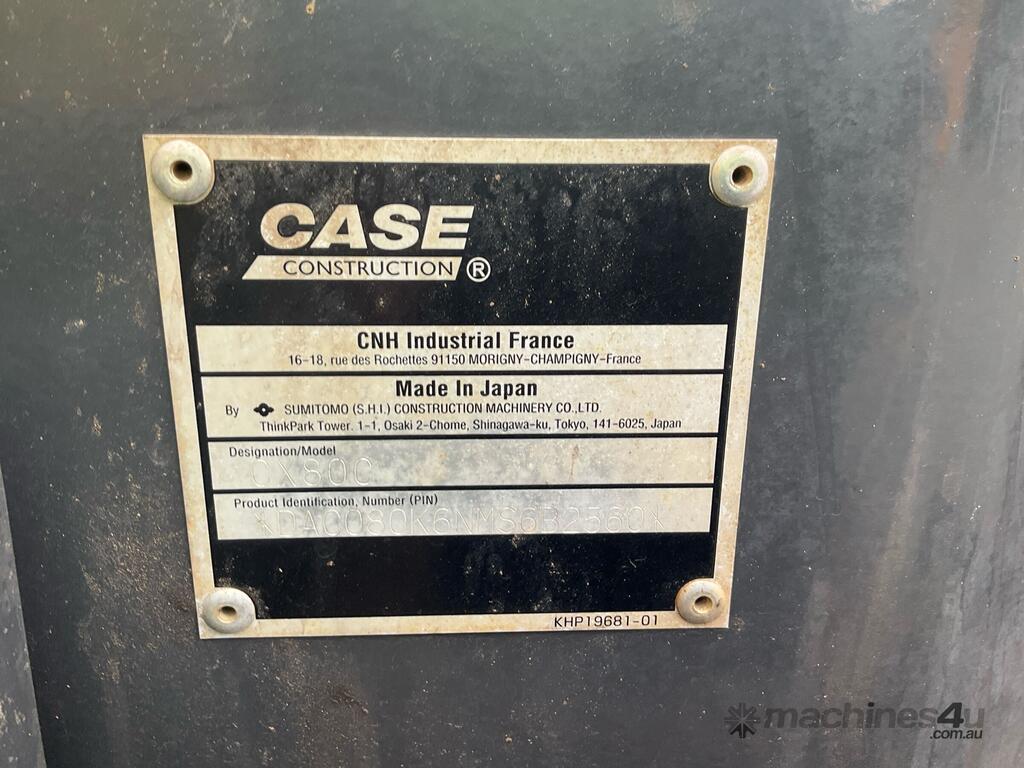 CASE
CONSTRUCTION ®
CNH Industrial France
16-18, rue des Rochettes 91150 MORIGNY-CHAMPIGNY-France
Made In Japan
By SUMITOMO (S.H.I.) CONSTRUCTION MACHINERY CO.,LTD.
ThinkPark Tower. 1-1, Osaki 2-Chome, Shinagawa-ku, Tokyo, 141-6025, Japan
Designation/Model
CX80C
Product Identification, Number (PIN)
KHP19681-01
machines4u
.com.au